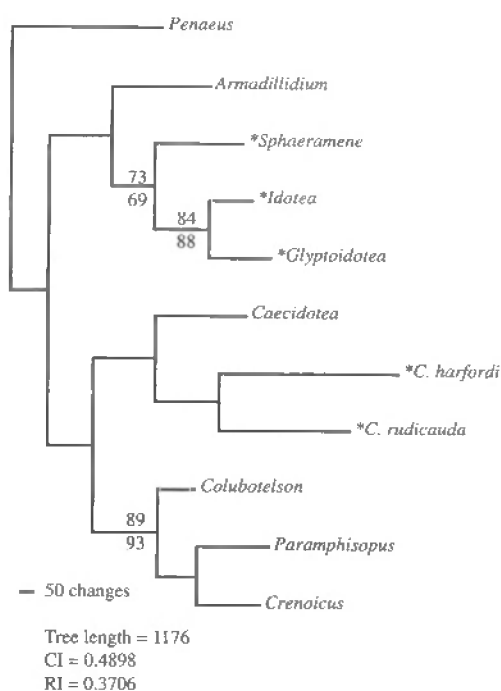 Penaeus
Armadillidium
*Sphaeramene
73
69
*Idotea
84
88
*Glyptoidotea
Caecidotea
*C. harfordi
*C. rudicauda
Colubotelson
89
93
Paramphisopus
50 changes
Crenoicus
Tree length = 1176
CI = 0.4898
RI = 0.3706